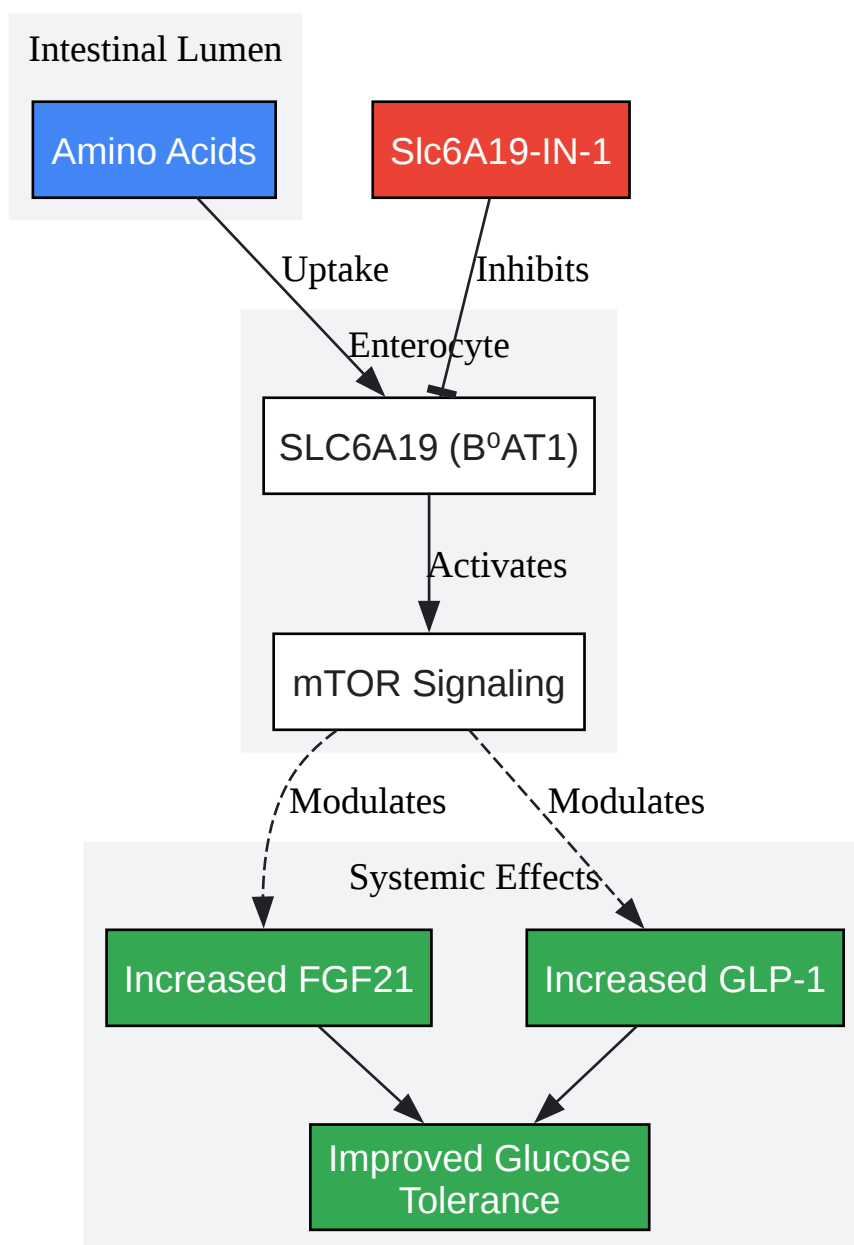 Intestinal Lumen
Amino Acids
Slc6A19-IN-1
Uptake
Inhibits
Enterocyte
SLC6A19 (B⁰AT1)
Activates
mTOR Signaling
Modulates
Modulates
Systemic Effects
Increased FGF21
Increased GLP-1
Improved Glucose
Tolerance